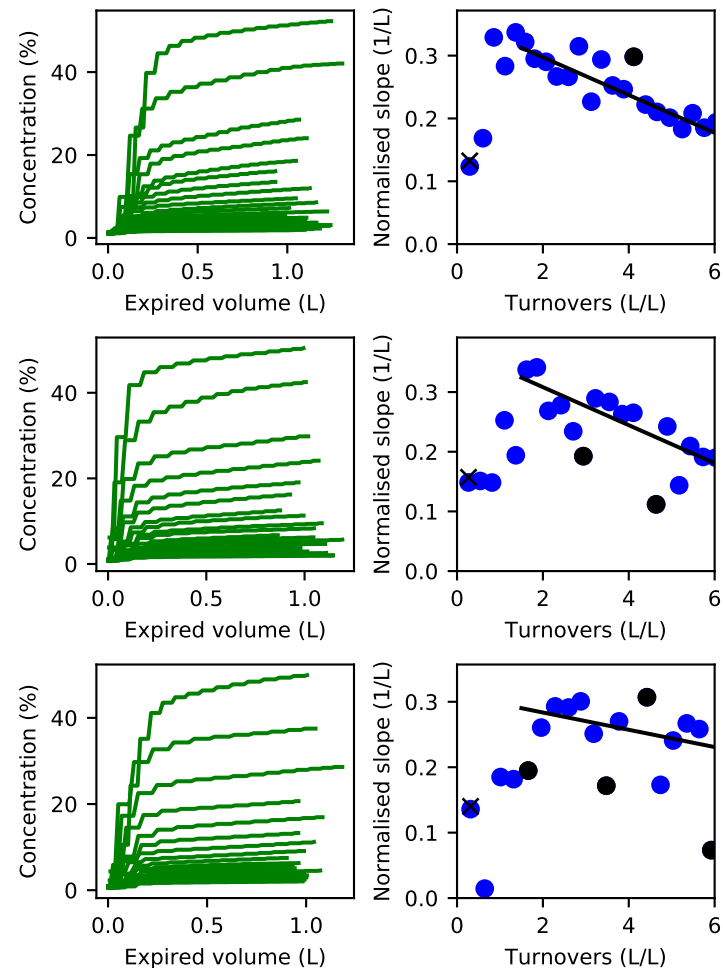 Concentration (%)
40
20
0
0.0 0.5 1.0
Expired volume (L)
Normalised slope (1/L)
0.3
0.2
0.1
0.0
0 2 4 6
Turnovers (L/L)
Concentration (%)
40
20
0
0.0 0.5 1.0
Expired volume (L)
Normalised slope (1/L)
0.3
0.2
0.1
0.0
0 2 4 6
Turnovers (L/L)
Concentration (%)
40
20
0
0.0 0.5 1.0
Expired volume (L)
Normalised slope (1/L)
0.3
0.2
0.1
0.0
0 2 4 6
Turnovers (L/L)